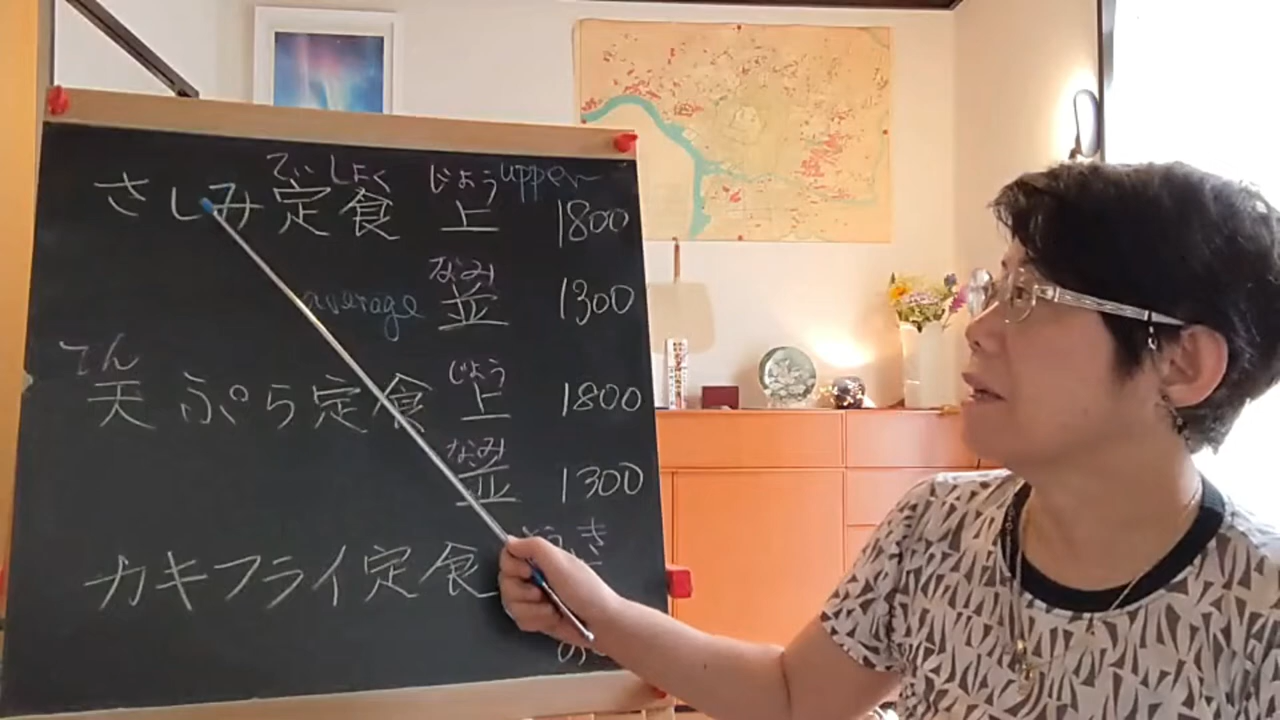 ていしょく じょう upper
さしみ定食 上 1800
なみ
average 並 1300
てん じょう
天ぷら定食 上 1800
なみ
並 1300
き
カキフライ定食